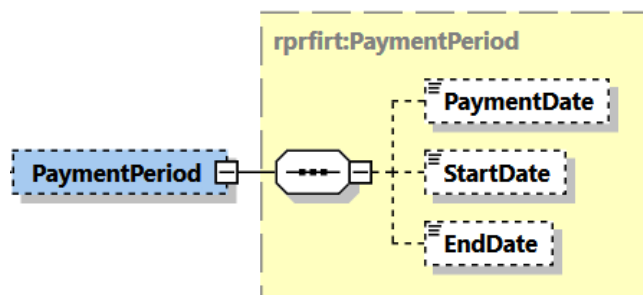 rprfirt:PaymentPeriod
PaymentDate
PaymentPeriod
StartDate
EndDate